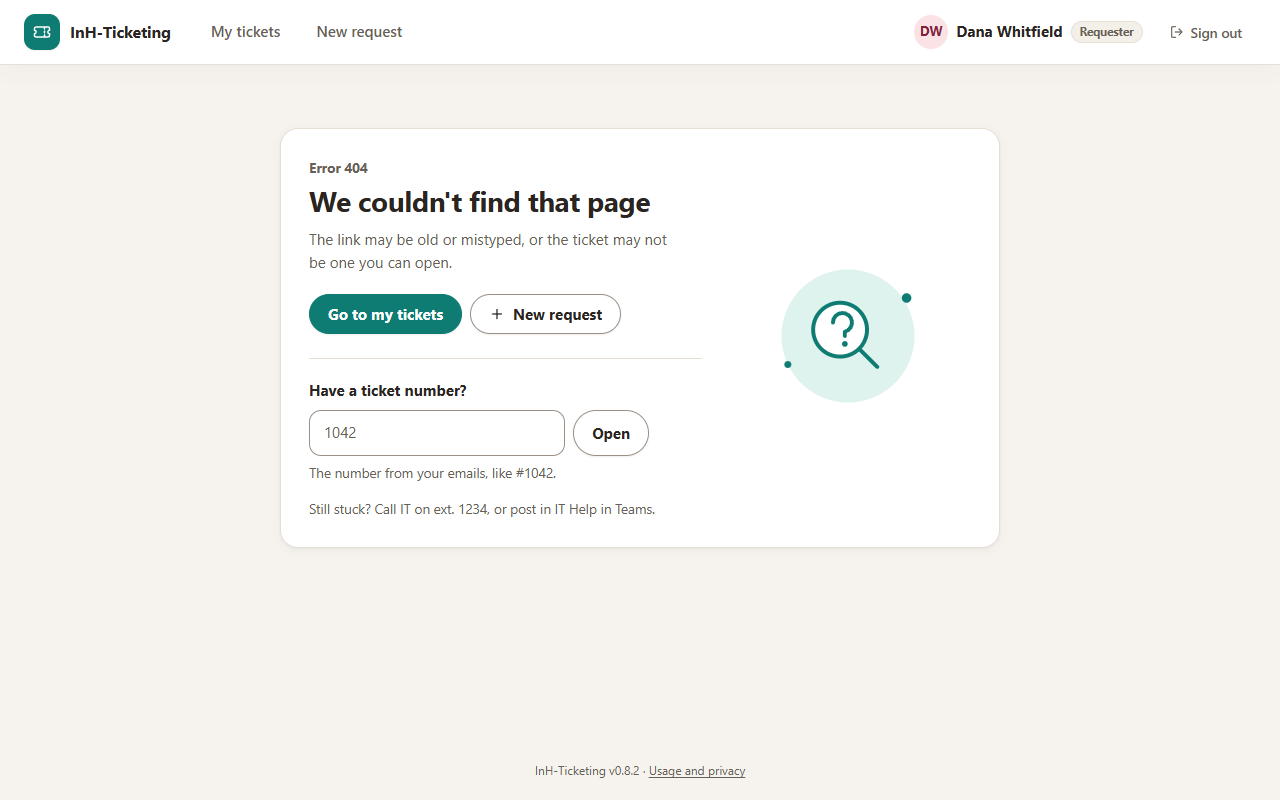 InH-Ticketing
My tickets
New request
DW
Dana Whitfield
Requester
Sign out
Error 404
We couldn't find that page
The link may be old or mistyped, or the ticket may not
be one you can open.
Go to my tickets
+ New request
Have a ticket number?
1042
Open
The number from your emails, like #1042.
Still stuck? Call IT on ext. 1234, or post in IT Help in Teams.
?
InH-Ticketing v0.8.2 · Usage and privacy